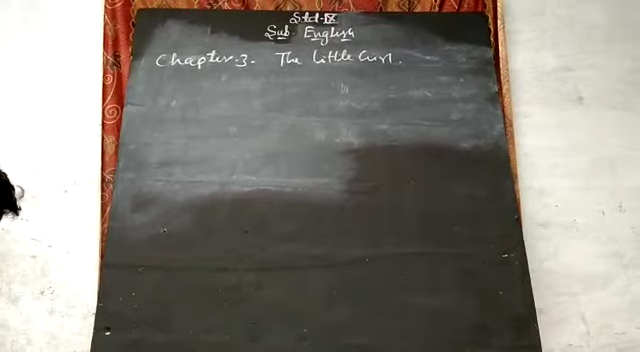 Std-IX
Sub- English
Chapter-3. The Little Girl.